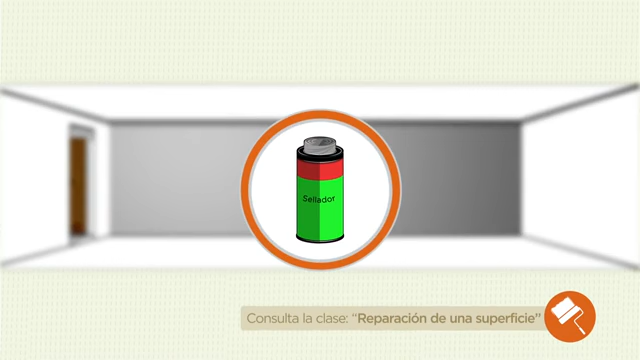 Sellador
Consulta la clase: “Reparación de una superficie”